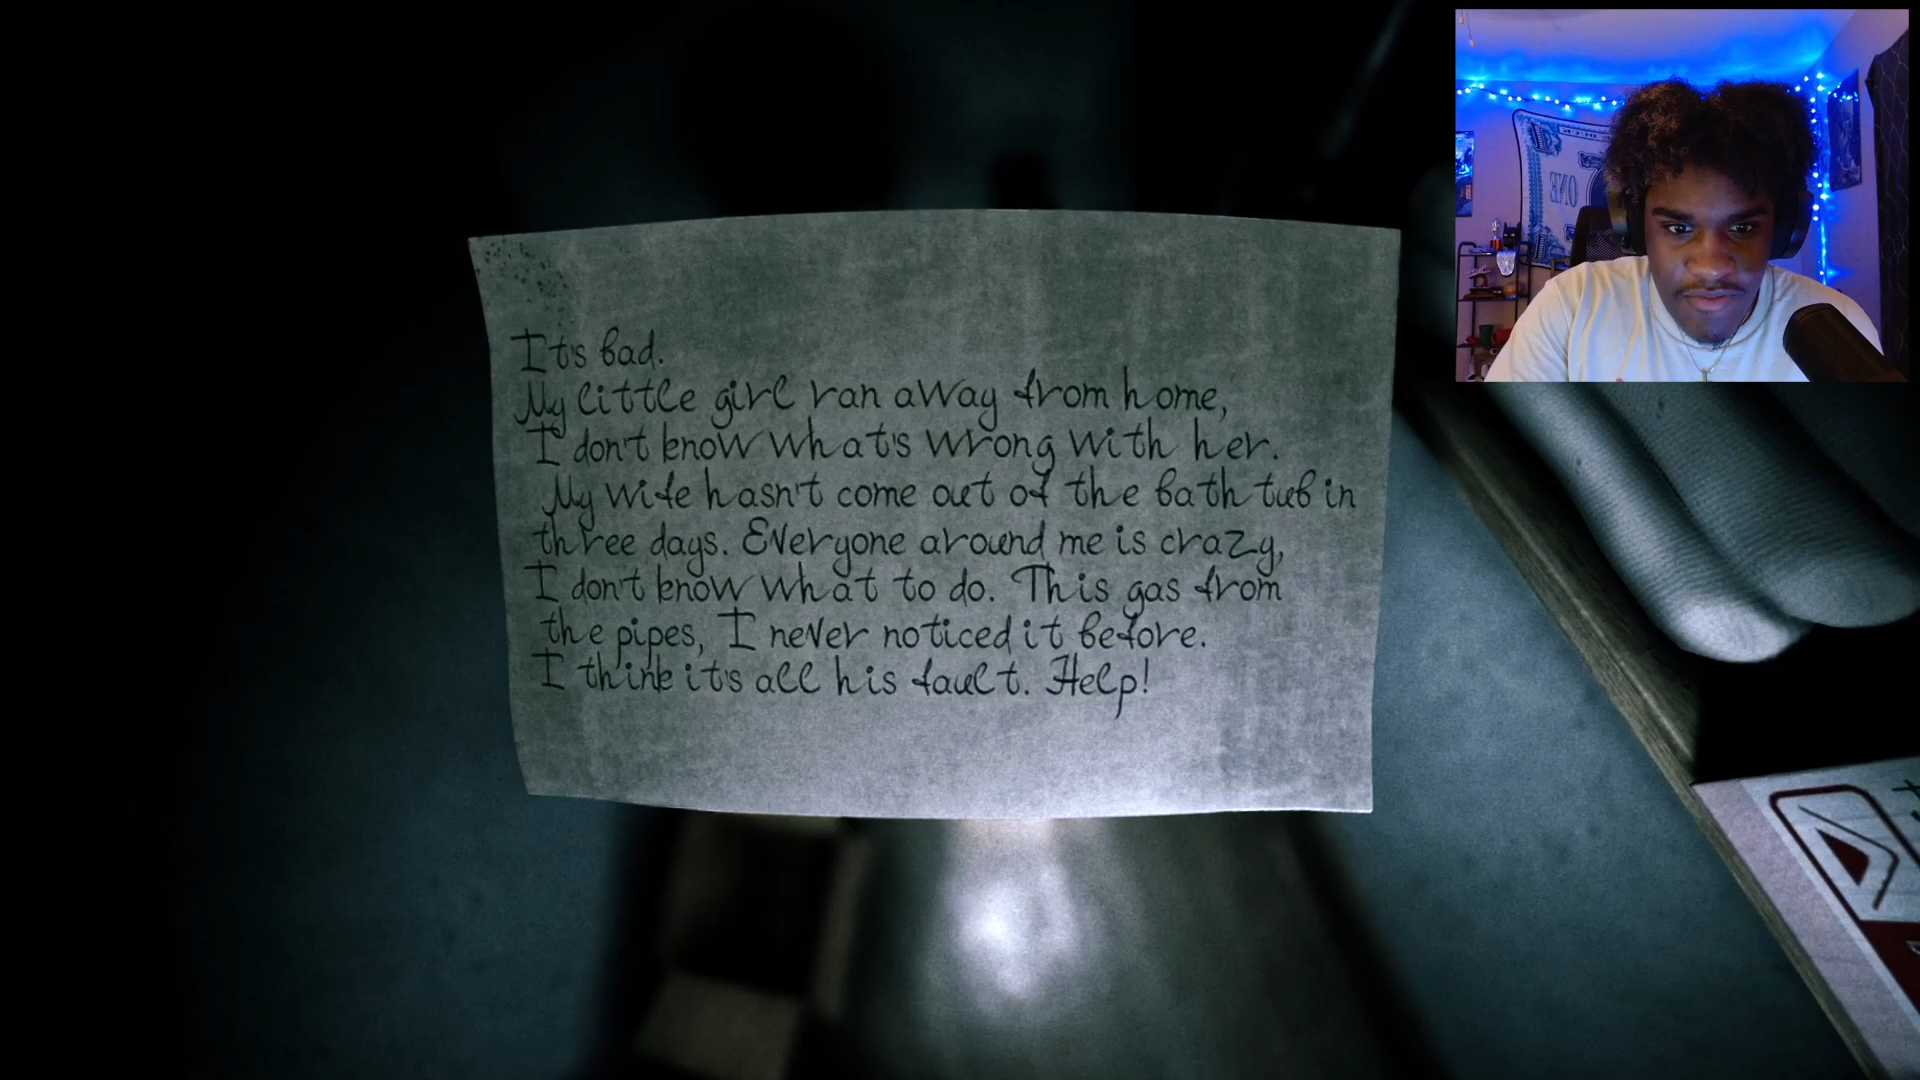 It's bad.
My little girl ran away from home,
I don't know what's wrong with her.
My wife hasn't come out of the bath tub in
three days. Everyone around me is crazy,
I don't know what to do. This gas from
the pipes, I never noticed it before.
I think it's all his fault. Help!
ONE